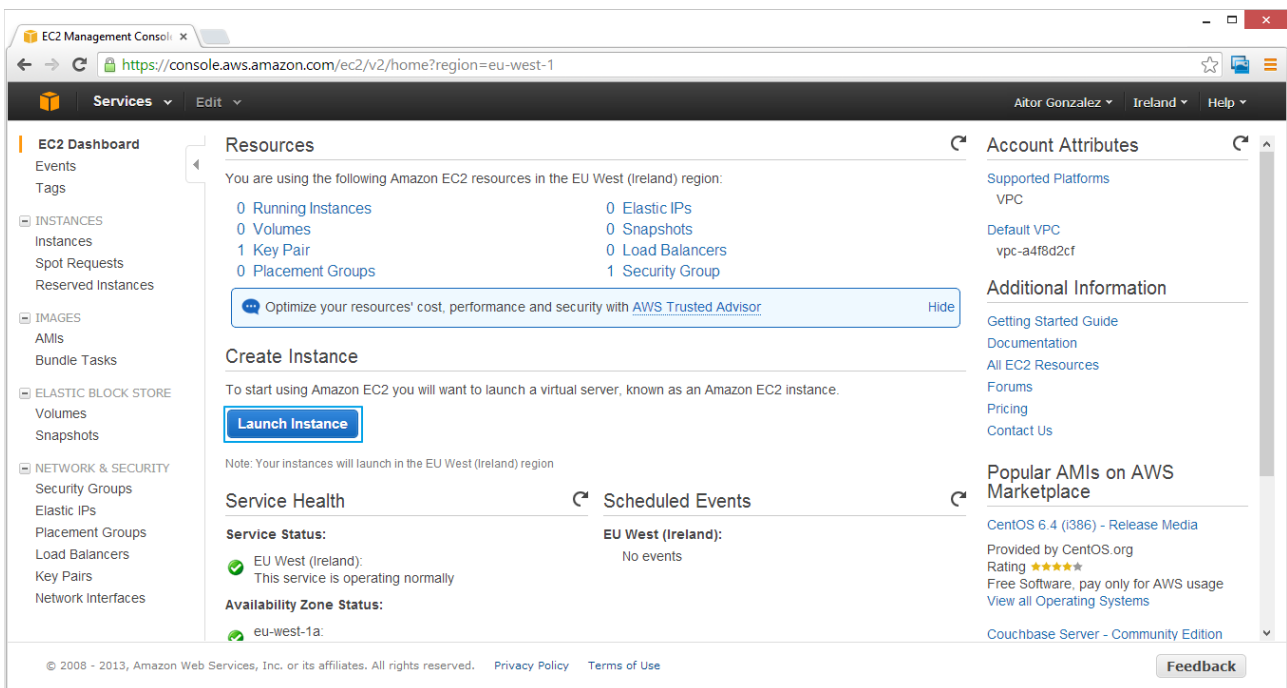 EC2 Management Consol
https://console.aws.amazon.com/ec2/v2/home?region=eu-west-1
Services Edit Aitor Gonzalez Ireland Help
EC2 Dashboard
Events
Tags
INSTANCES
Instances
Spot Requests
Reserved Instances
IMAGES
AMIs
Bundle Tasks
ELASTIC BLOCK STORE
Volumes
Snapshots
NETWORK & SECURITY
Security Groups
Elastic IPs
Placement Groups
Load Balancers
Key Pairs
Network Interfaces
Resources
You are using the following Amazon EC2 resources in the EU West (Ireland) region:
0 Running Instances
0 Volumes
1 Key Pair
0 Placement Groups
0 Elastic IPs
0 Snapshots
0 Load Balancers
1 Security Group
Optimize your resources' cost, performance and security with AWS Trusted Advisor Hide
Create Instance
To start using Amazon EC2 you will want to launch a virtual server, known as an Amazon EC2 instance.
Launch Instance
Note: Your instances will launch in the EU West (Ireland) region
Service Health
Service Status:
EU West (Ireland):
This service is operating normally
Availability Zone Status:
eu-west-1a:
Scheduled Events
EU West (Ireland):
No events
Account Attributes
Supported Platforms
VPC
Default VPC
vpc-a4f8d2cf
Additional Information
Getting Started Guide
Documentation
All EC2 Resources
Forums
Pricing
Contact Us
Popular AMIs on AWS
Marketplace
CentOS 6.4 (i386) - Release Media
Provided by CentOS.org
Rating
Free Software, pay only for AWS usage
View all Operating Systems
Couchbase Server - Community Edition
© 2008 - 2013, Amazon Web Services, Inc. or its affiliates. All rights reserved. Privacy Policy Terms of Use
Feedback